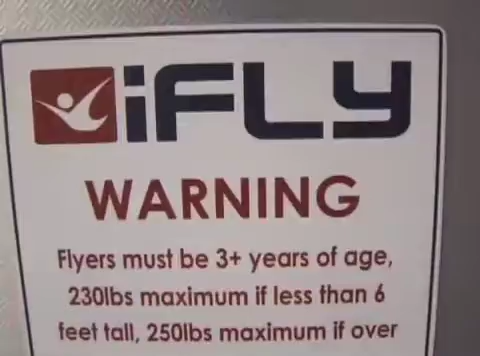 iFLY
WARNING
Flyers must be 3+ years of age,
230lbs maximum if less than 6
feet tall, 250lbs maximum if over